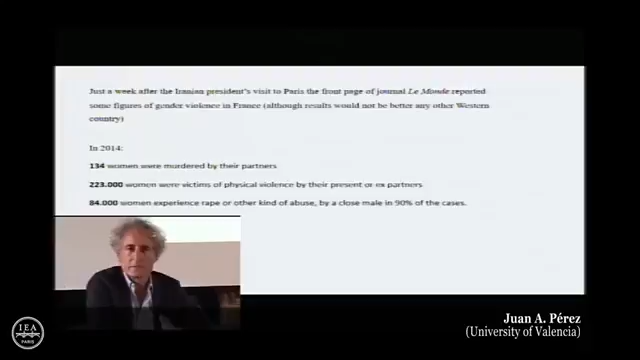 Just a week after the Iranian president's visit to Paris the front page of journal Le Monde reported
some figures of gender violence in France (although results would not be better any other Western
country)
In 2014:
134 women were murdered by their partners
223.000 women were victims of physical violence by their present or ex partners
84.000 women experience rape or other kind of abuse, by a close male in 90% of the cases.
IEA
PARIS
Juan A. Pérez
(University of Valencia)